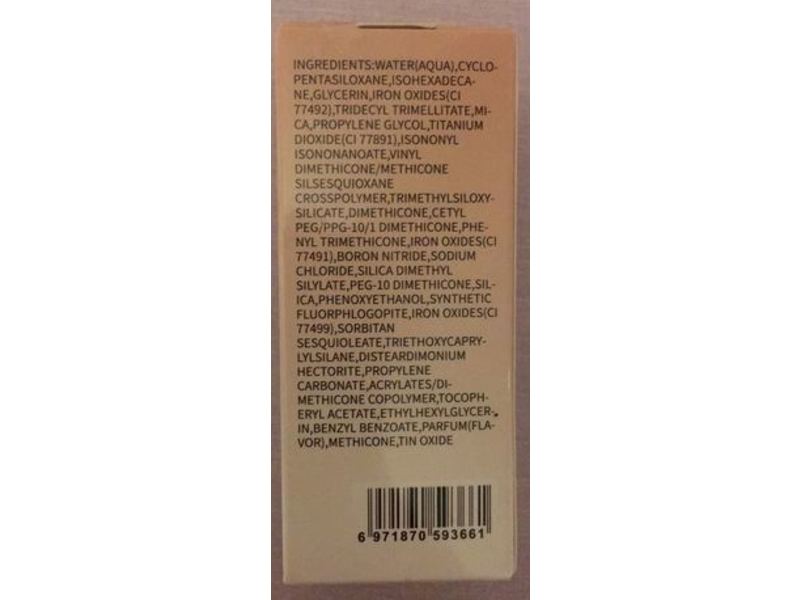 INGREDIENTS:WATER(AQUA),CYCLO-
PENTASILOXANE,ISOHEXADECA-
NE,GLYCERIN,IRON OXIDES(CI
77492),TRIDECYL TRIMELLITATE,MI-
CA,PROPYLENE GLYCOL,TITANIUM
DIOXIDE(CI 77891),ISONONYL
ISONONANOATE,VINYL
DIMETHICONE/METHICONE
SILSESQUIOXANE
CROSSPOLYMER,TRIMETHYLSILOXY-
SILICATE,DIMETHICONE,CETYL
PEG/PPG-10/1 DIMETHICONE,PHE-
NYL TRIMETHICONE,IRON OXIDES(CI
77491),BORON NITRIDE,SODIUM
CHLORIDE,SILICA DIMETHYL
SILYLATE,PEG-10 DIMETHICONE,SIL-
ICA,PHENOXYETHANOL,SYNTHETIC
FLUORPHLOGOPITE,IRON OXIDES(CI
77499),SORBITAN
SESQUIOLEATE,TRIETHOXYCAPRY-
LYLSILANE,DISTEARDIMONIUM
HECTORITE,PROPYLENE
CARBONATE,ACRYLATES/DI-
METHICONE COPOLYMER,TOCOPH-
ERYL ACETATE,ETHYLHEXYLGLYCER-
IN,BENZYL BENZOATE,PARFUM(FLA-
VOR),METHICONE,TIN OXIDE
6 971870 593661